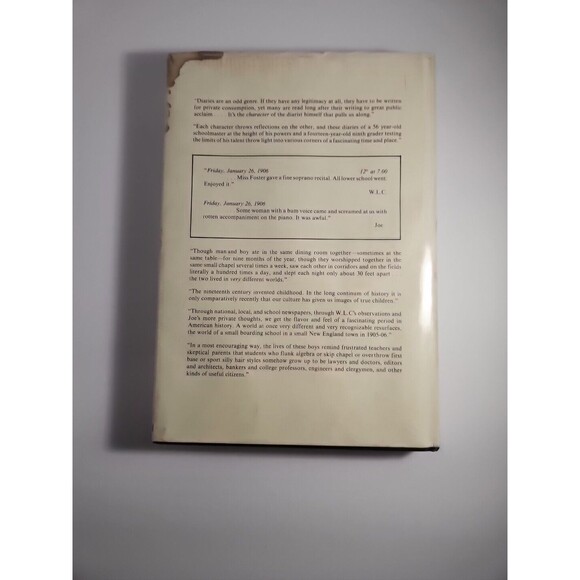 "Diaries are an odd genre. If they have any legitimacy at all, they have to be written
for private consumption, yet many are read long after their writing to great public
acclaim. . . . It's the character of the diarist himself that pulls us along."
"Each character throws reflections on the other, and these diaries of a 56 year-old
schoolmaster at the height of his powers and a fourteen-year-old ninth grader testing
the limits of his talent throw light into various corners of a fascinating time and place."
"Friday, January 26, 1906 12° at 7:00
. . . Miss Foster gave a fine soprano recital. All lower school went.
Enjoyed it."
W.L.C.
Friday, January 26, 1906
. . . Some woman with a bum voice came and screamed at us with
rotten accompaniment on the piano. It was awful."
Joe
"Though man and boy ate in the same dining room together—sometimes at the
same table—for nine months of the year, though they worshipped together in the
same small chapel several times a week, saw each other in corridors and on the fields
literally a hundred times a day, and slept each night only about 30 feet apart . . .
the two lived in very different worlds."
"The nineteenth century invented childhood. In the long continuum of history it is
only comparatively recently that our culture has given us images of true children."
"Through national, local, and school newspapers, through W.L.C's observations and
Joe's more private thoughts, we get the flavor and feel of a fascinating period in
American history. A world at once very different and very recognizable resurfaces,
the world of a small boarding school in a small New England town in 1905-06."
"In a most encouraging way, the lives of these boys remind frustrated teachers and
skeptical parents that students who flunk algebra or skip chapel or overthrow first
base or sport silly hair styles somehow grow up to be lawyers and doctors, editors
and architects, bankers and college professors, engineers and clergymen, and other
kinds of useful citizens."